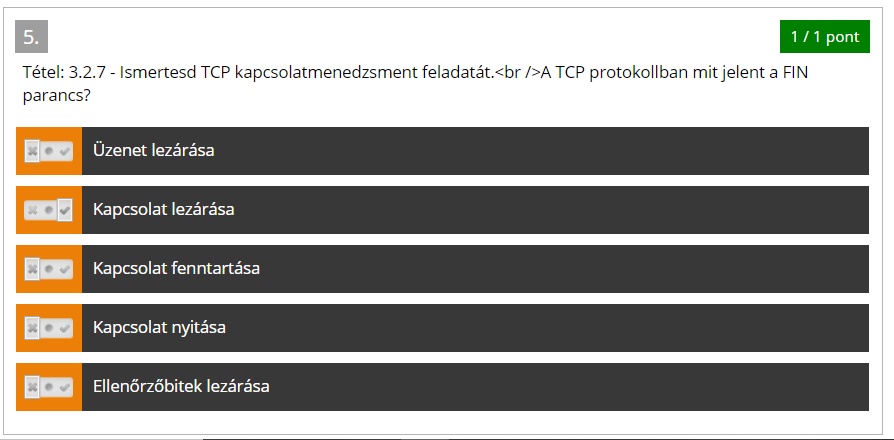 5.
1 / 1 pont
Tétel: 3.2.7 - Ismertesd TCP kapcsolatmenedzsment feladatát.<br />A TCP protokollban mit jelent a FIN
parancs?
Üzenet lezárása
Kapcsolat lezárása
Kapcsolat fenntartása
Kapcsolat nyitása
Ellenőrzőbitek lezárása